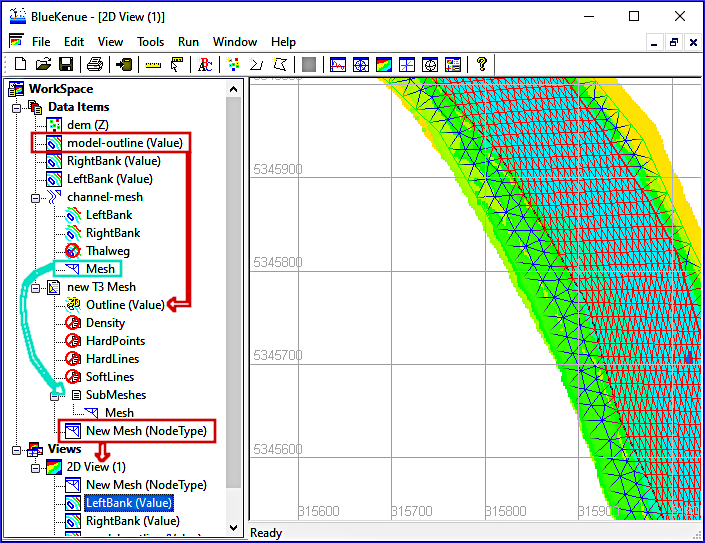 BlueKenue - [2D View (1)]
File Edit View Tools Run Window Help
ABC
?
WorkSpace
Data Items
dem (Z)
model-outline (Value)
RightBank (Value)
LeftBank (Value)
channel-mesh
LeftBank
RightBank
Thalweg
Mesh
new T3 Mesh
Outline (Value)
Density
HardPoints
HardLines
SoftLines
SubMeshes
Mesh
New Mesh (NodeType)
Views
2D View (1)
New Mesh (NodeType)
LeftBank (Value)
RightBank (Value)
5345900
5345800
5345700
5345600
315600
315700
315800
315900
Ready